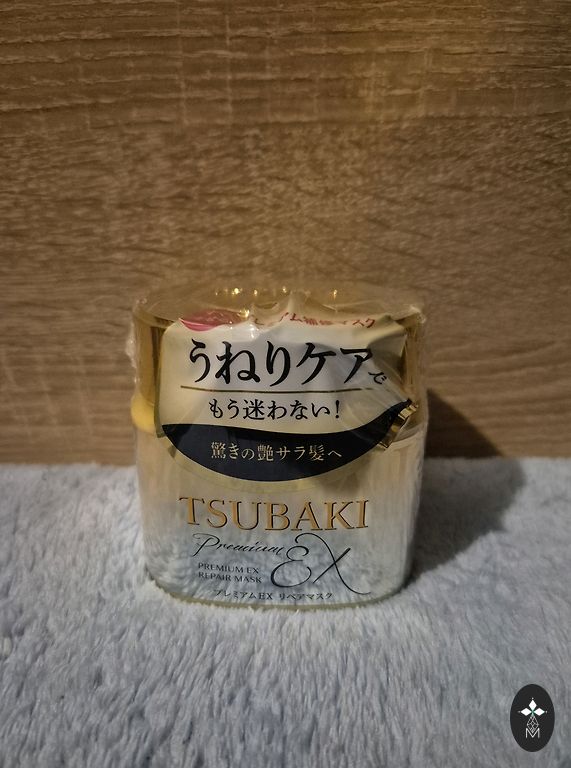 うねりケアで
もう迷わない!
驚きの艶サラ髪へ
TSUBAKI
Premium EX
PREMIUM EX
REPAIR MASK
プレミアムEX リペアマスク